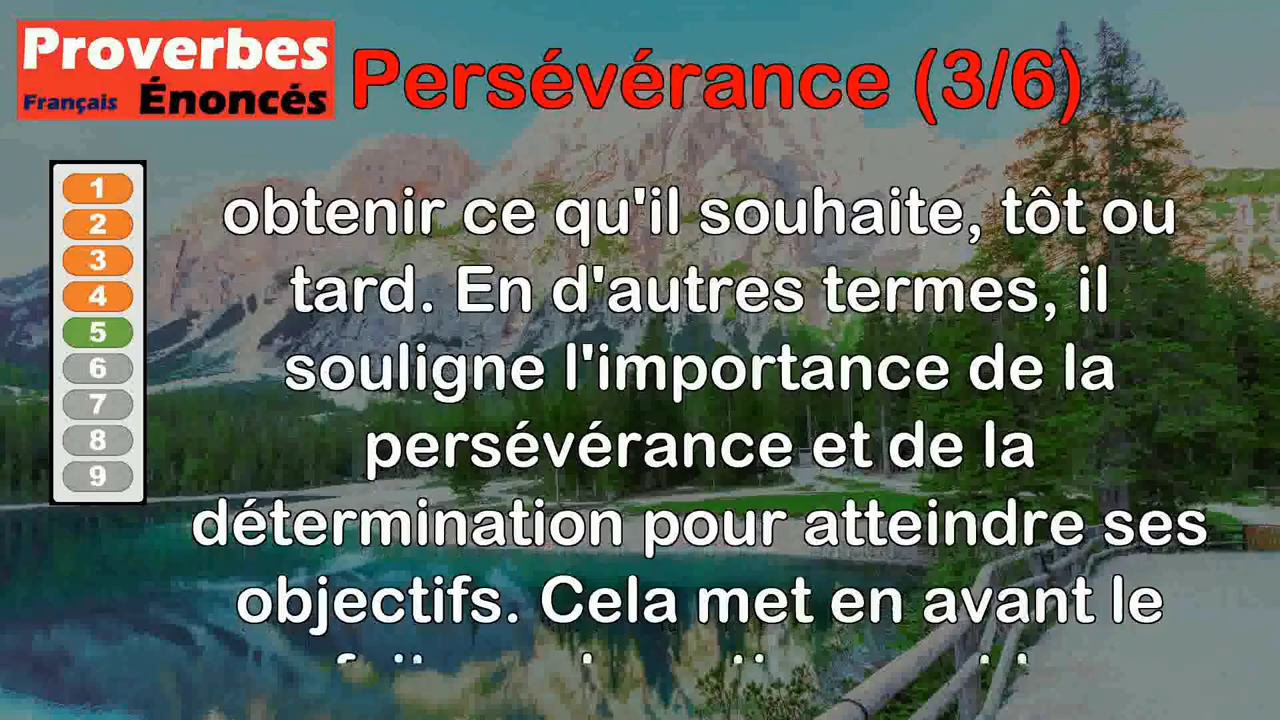 Proverbes
Français Énoncés
Persévérance (3/6)
1
2
3
4
5
6
7
8
9
obtenir ce qu'il souhaite, tôt ou
tard. En d'autres termes, il
souligne l'importance de la
persévérance et de la
détermination pour atteindre ses
objectifs. Cela met en avant le